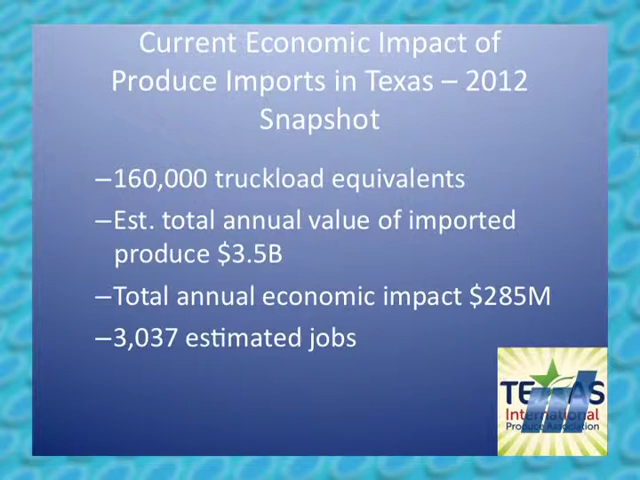 Current Economic Impact of
Produce Imports in Texas – 2012
Snapshot
–160,000 truckload equivalents
–Est. total annual value of imported
produce $3.5B
–Total annual economic impact $285M
–3,037 estimated jobs
TEXAS
International
Produce Association